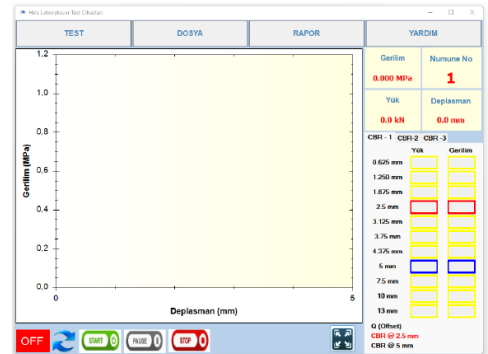 Hira Laboratuvar Test Cihazları
TEST DOSYA RAPOR YARDIM
Gerilim Numune No
0.000 MPa 1
Yük Deplasman
0.0 kN 0.0 mm
CBR - 1 CBR-2 CBR -3
Yük Gerilim
0.625 mm
1.250 mm
1.875 mm
2.5 mm
3.125 mm
3.75 mm
4.375 mm
5 mm
7.5 mm
10 mm
13 mm
Q (Offset)
CBR @ 2.5 mm
CBR @ 5 mm
1,2
1,0
0,8
0,6
0,4
0,2
0,0
Gerilim (MPa)
0 5
Deplasman (mm)
OFF START PAUSE STOP